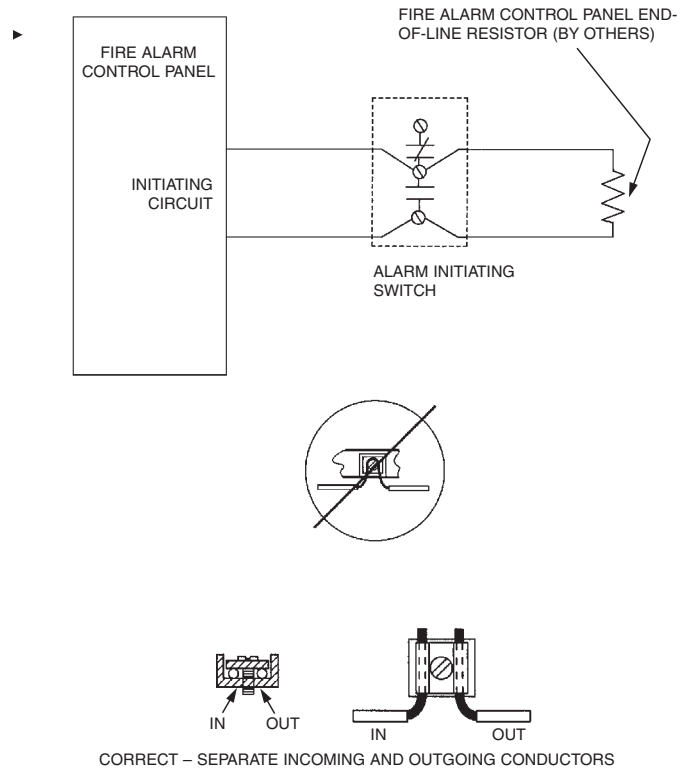 FIRE ALARM CONTROL PANEL END-
OF-LINE RESISTOR (BY OTHERS)
FIRE ALARM
CONTROL PANEL
INITIATING
CIRCUIT
ALARM INITIATING
SWITCH
IN
OUT
IN
OUT
CORRECT – SEPARATE INCOMING AND OUTGOING CONDUCTORS